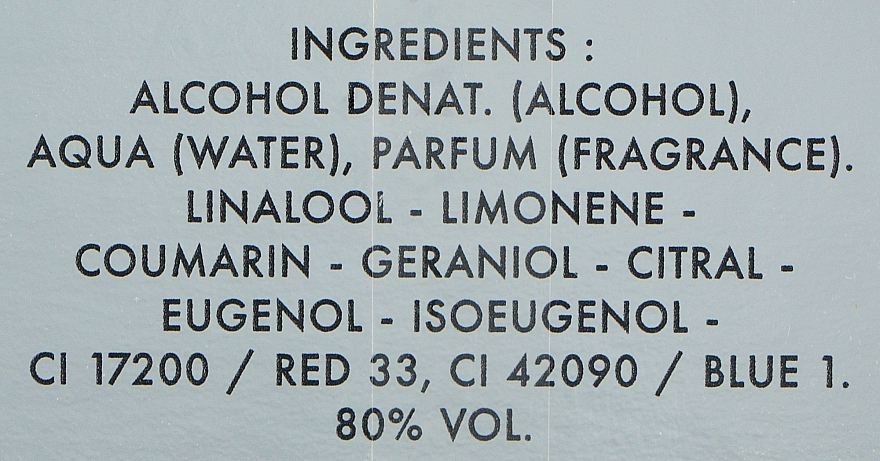 INGREDIENTS :
ALCOHOL DENAT. (ALCOHOL),
AQUA (WATER), PARFUM (FRAGRANCE).
LINALOOL - LIMONENE -
COUMARIN - GERANIOL - CITRAL -
EUGENOL - ISOEUGENOL -
CI 17200 / RED 33, CI 42090 / BLUE 1.
80% VOL.